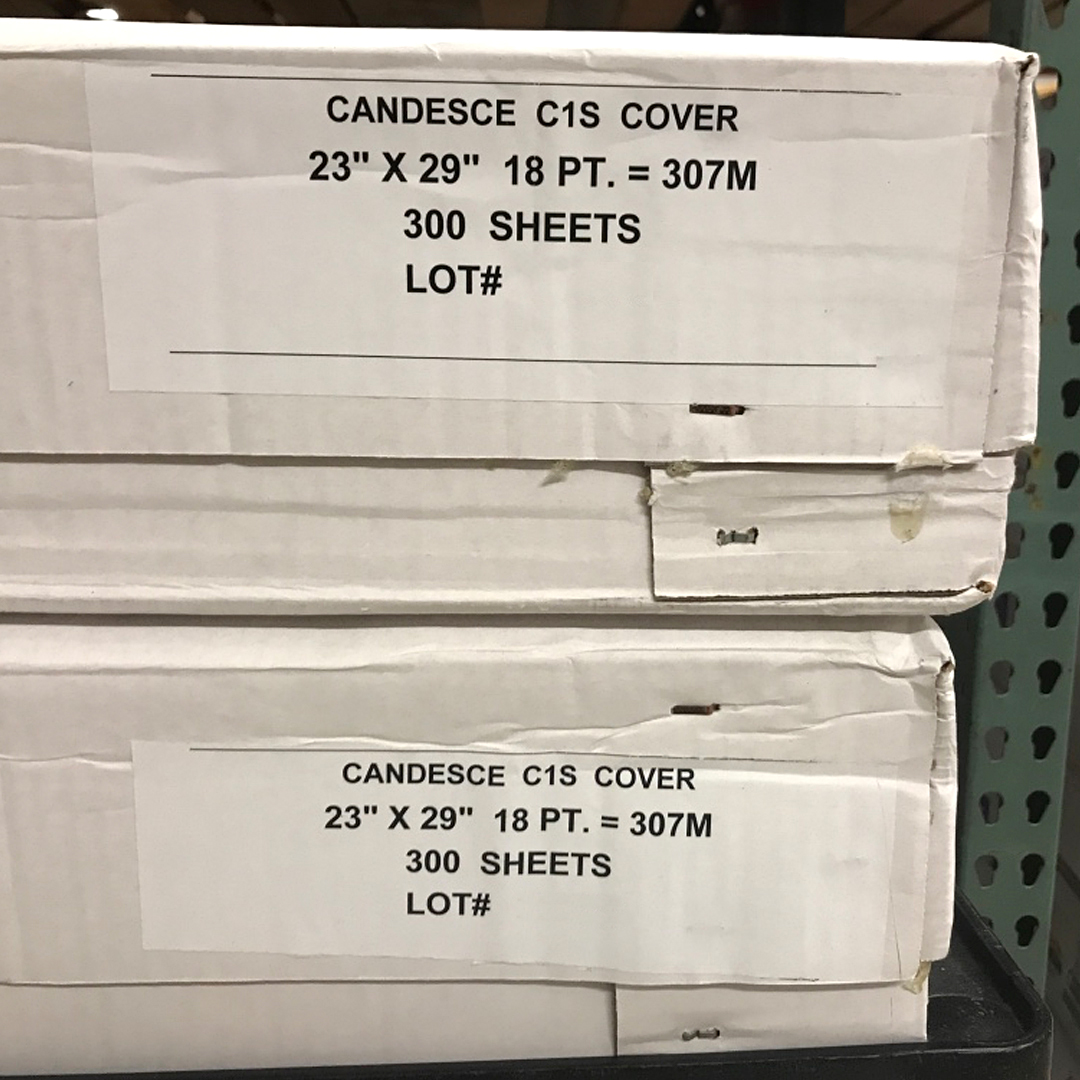 CANDESCE C1S COVER
23" X 29" 18 PT. = 307M
300 SHEETS
LOT#
CANDESCE C1S COVER
23" X 29" 18 PT. = 307M
300 SHEETS
LOT#